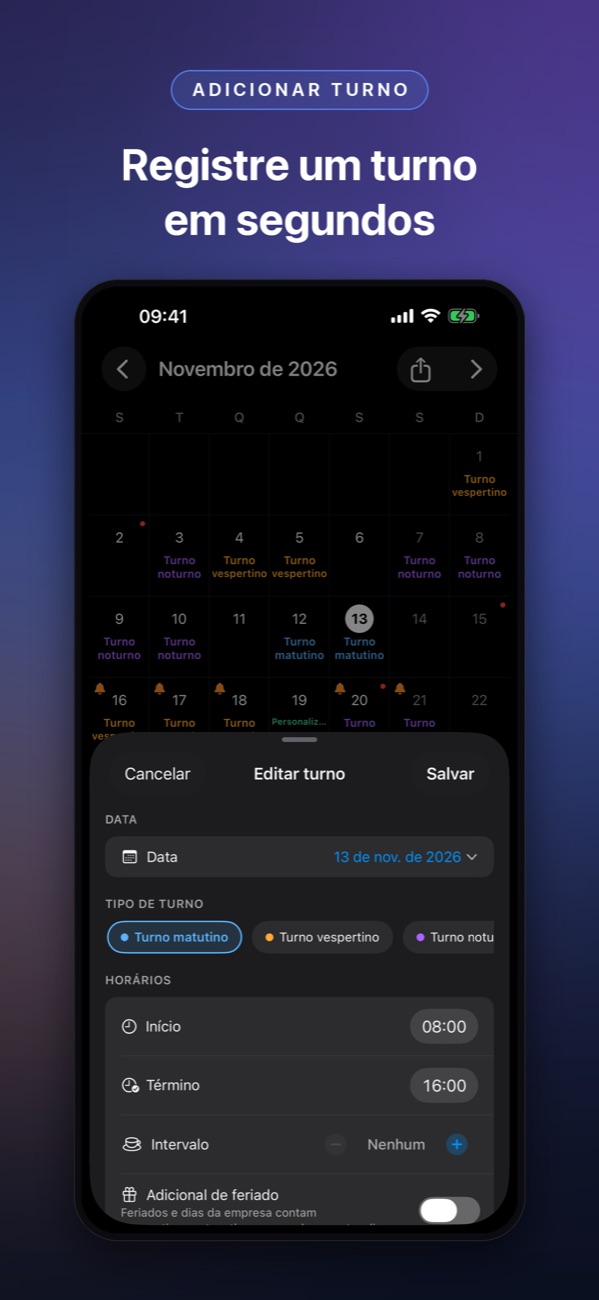 ADICIONAR TURNO
Registre um turno
em segundos
09:41
Novembro de 2026
S T Q Q S S D
1
Turno
vespertino
2 3 4 5 6 7 8
Turno Turno Turno Turno Turno
noturno vespertino vespertino noturno noturno
9 10 11 12 13 14 15
Turno Turno Turno Turno
noturno noturno matutino matutino
16 17 18 19 20 21 22
Turno Turno Turno Personaliz... Turno Turno
Cancelar Editar turno Salvar
DATA
Data 13 de nov. de 2026
TIPO DE TURNO
Turno matutino Turno vespertino Turno notu
HORÁRIOS
Início 08:00
Término 16:00
Intervalo Nenhum
Adicional de feriado
Feriados e dias da empresa contam